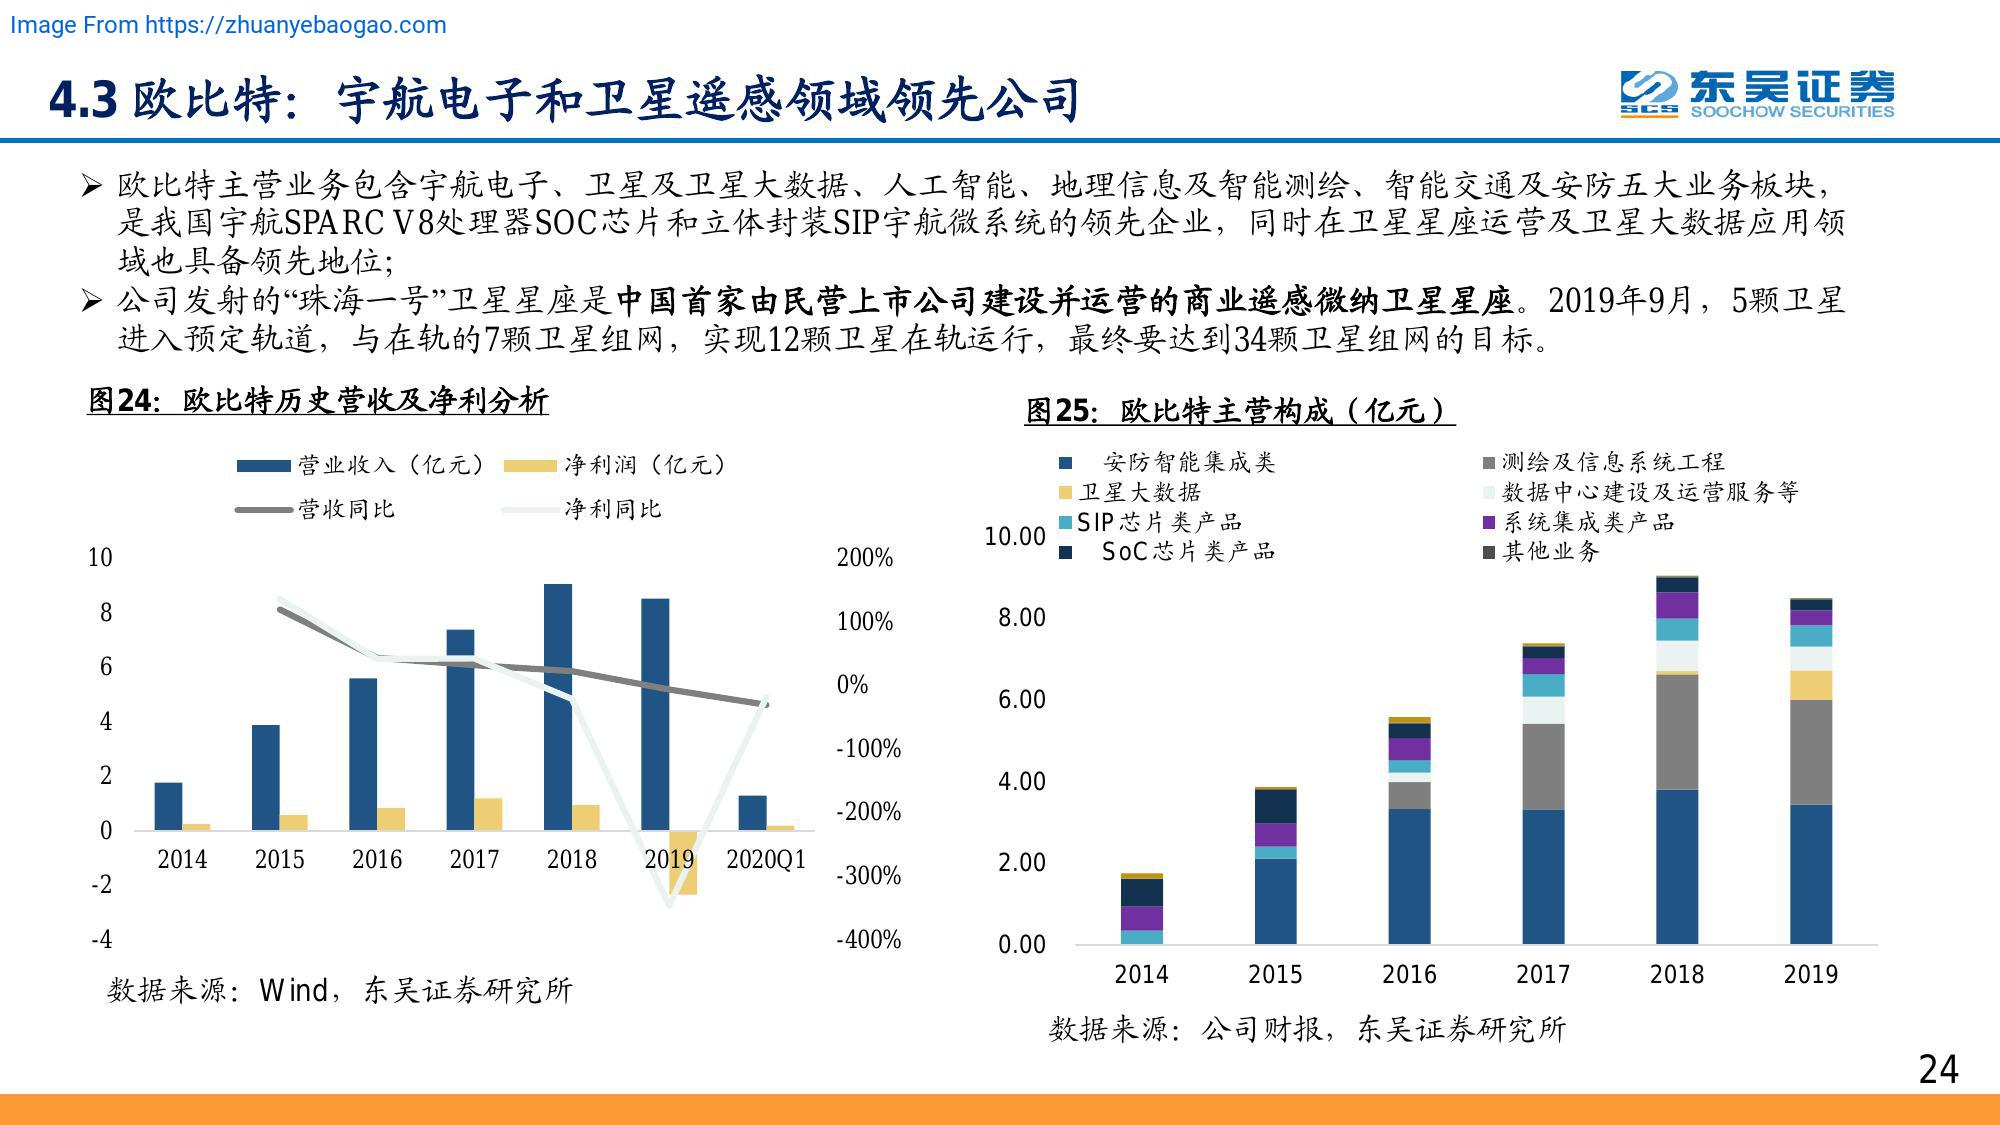 Image From https://zhuanyebaogao.com
4.3 欧比特：宇航电子和卫星遥感领域领先公司
SCS
东吴证券
SOOCHOW SECURITIES
➢ 欧比特主营业务包含宇航电子、卫星及卫星大数据、人工智能、地理信息及智能测绘、智能交通及安防五大业务板块，
是我国宇航SPARC V8处理器SOC芯片和立体封装SIP宇航微系统的领先企业，同时在卫星星座运营及卫星大数据应用领
域也具备领先地位;
➢ 公司发射的“珠海一号”卫星星座是中国首家由民营上市公司建设并运营的商业遥感微纳卫星星座。2019年9月，5颗卫星
进入预定轨道，与在轨的7颗卫星组网，实现12颗卫星在轨运行，最终要达到34颗卫星组网的目标。
图24：欧比特历史营收及净利分析
营业收入（亿元） 净利润（亿元）
营收同比 净利同比
10
8
6
4
2
0
-2
-4
200%
100%
0%
-100%
-200%
-300%
-400%
2014 2015 2016 2017 2018 2019 2020Q1
数据来源：Wind，东吴证券研究所
图25：欧比特主营构成（亿元）
安防智能集成类 测绘及信息系统工程
卫星大数据 数据中心建设及运营服务等
SIP芯片类产品 系统集成类产品
SoC芯片类产品 其他业务
10.00
8.00
6.00
4.00
2.00
0.00
2014 2015 2016 2017 2018 2019
数据来源：公司财报，东吴证券研究所
24